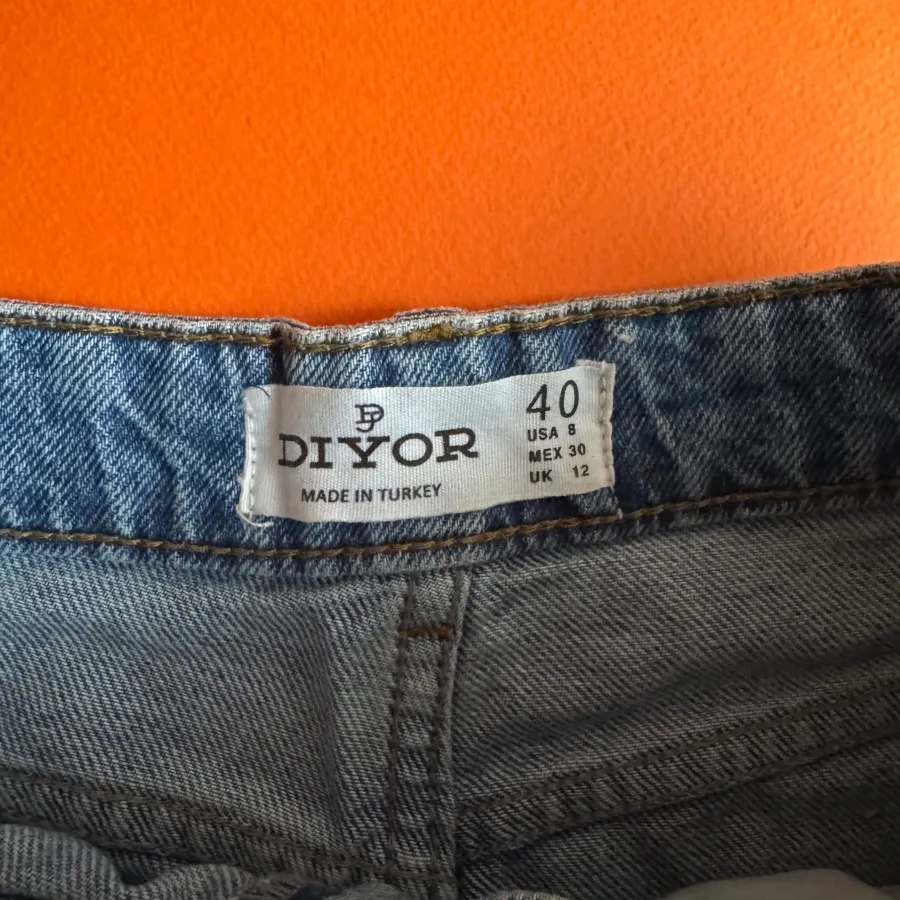 DIYOR
MADE IN TURKEY
40
USA 8
MEX 30
UK 12